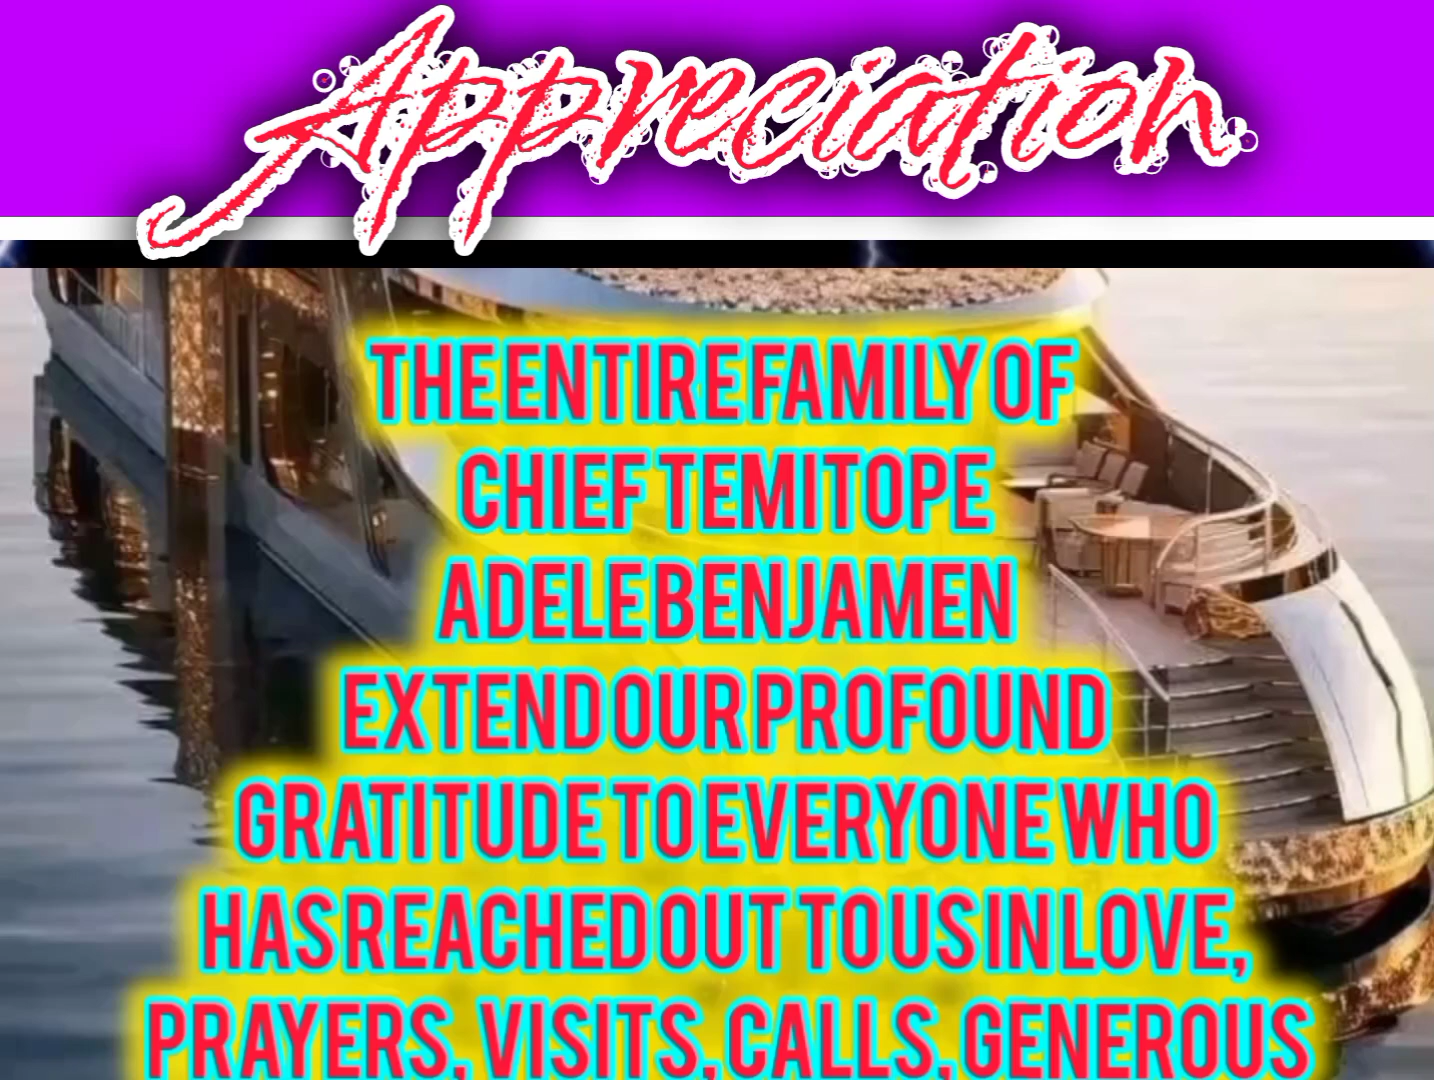 Appreciation
THE ENTIRE FAMILY OF
CHIEF TEMITOPE
ADELE BENJAMEN
EXTEND OUR PROFOUND
GRATITUDE TO EVERYONE WHO
HAS REACHED OUT TO US IN LOVE,
PRAYERS, VISITS, CALLS, GENEROUS